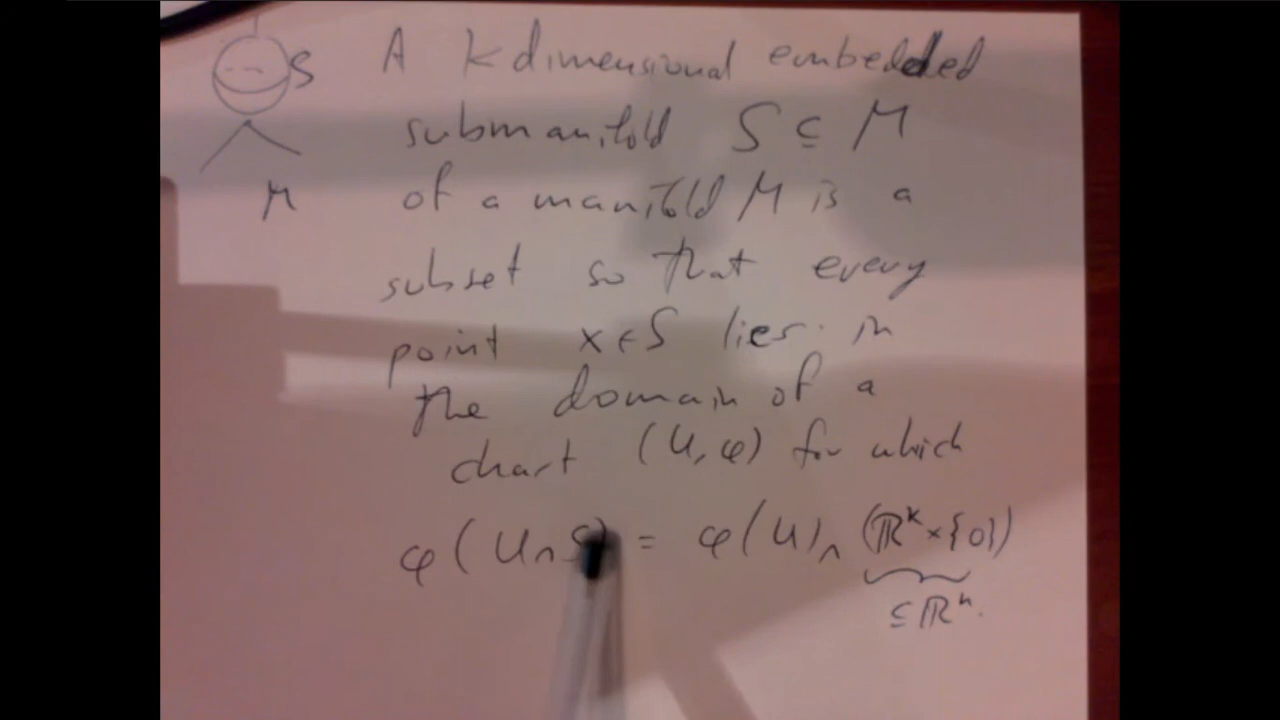 S
A k dimensional embedded
submanifold S ⊆ M
M
of a manifold M is a
subset so that every
point x ∈ S lies in
the domain of a
chart (U, φ) for which
φ(U ∩ S) = φ(U) ∩ (ℝᵏ × {0})
⊆ ℝⁿ.